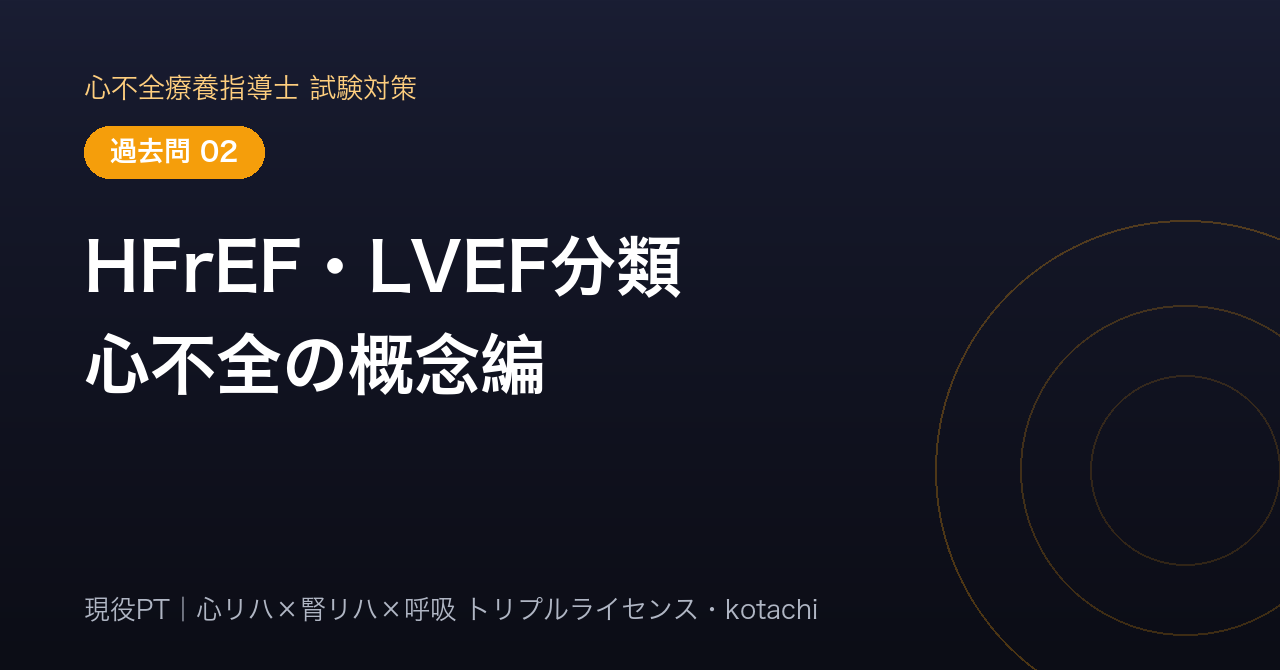 心不全療養指導士 試験対策
過去問 02
HFrEF・LVEF分類
心不全の概念編
現役PT｜心リハ×腎リハ×呼吸 トリプルライセンス・kotachi